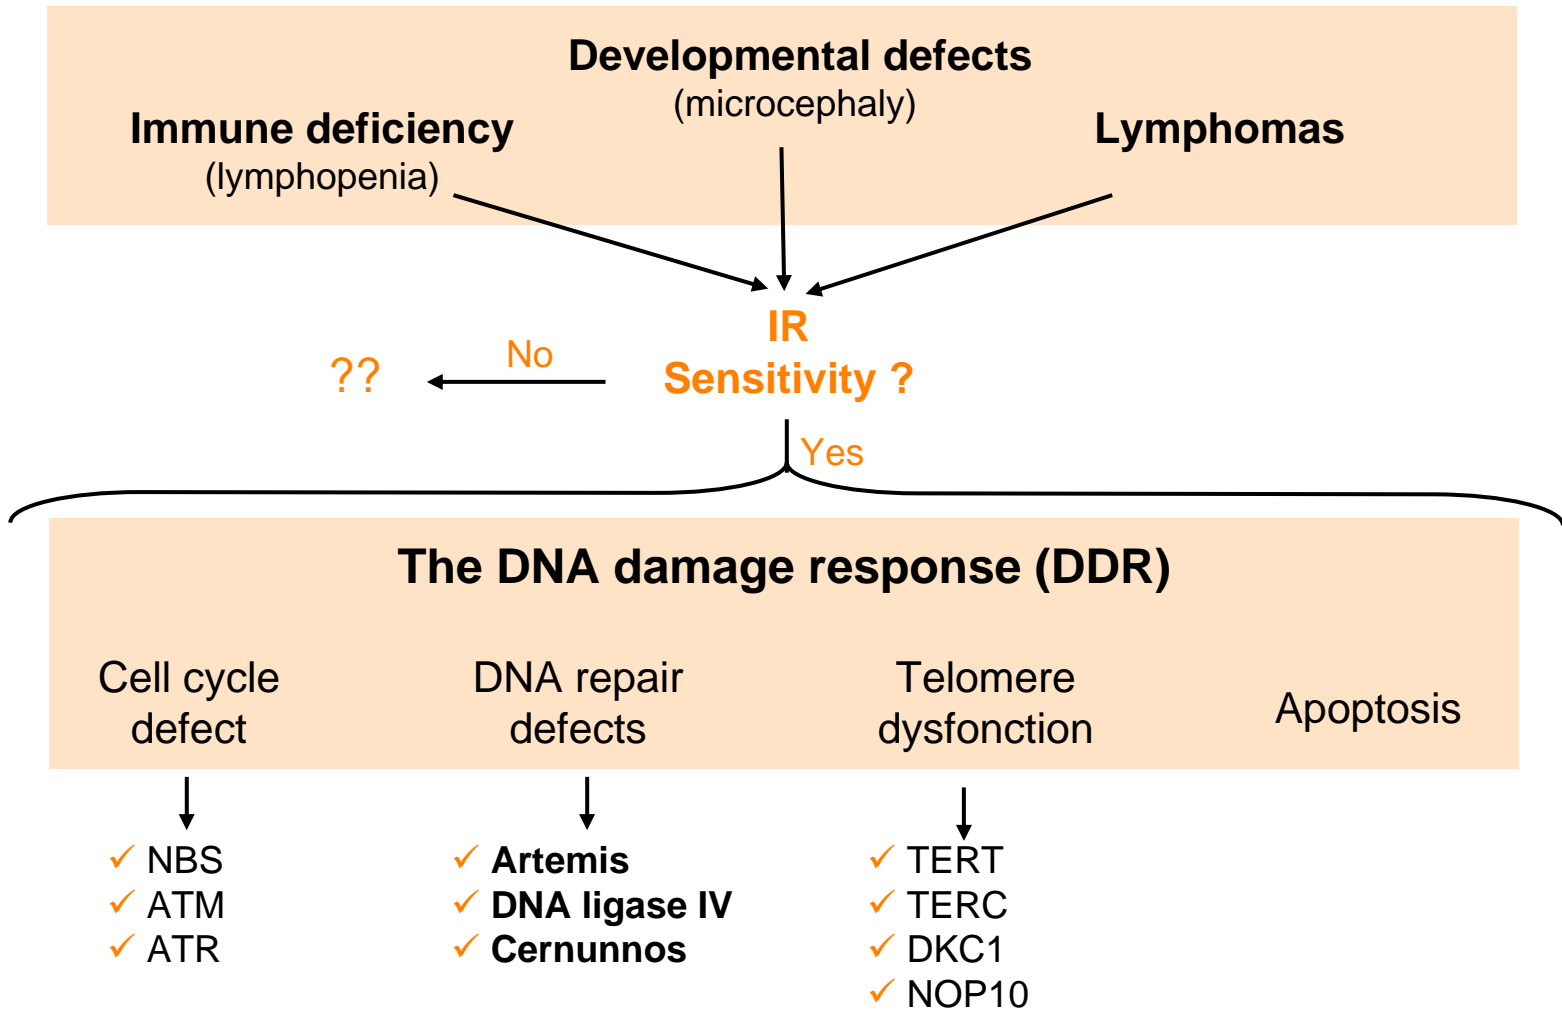 Developmental defects
(microcephaly)
Immune deficiency
(lymphopenia)
Lymphomas
IR
Sensitivity ?
No
??
Yes
The DNA damage response (DDR)
Cell cycle
defect
DNA repair
defects
Telomere
dysfonction
Apoptosis
✓ NBS
✓ ATM
✓ ATR
✓ Artemis
✓ DNA ligase IV
✓ Cernunnos
✓ TERT
✓ TERC
✓ DKC1
✓ NOP10